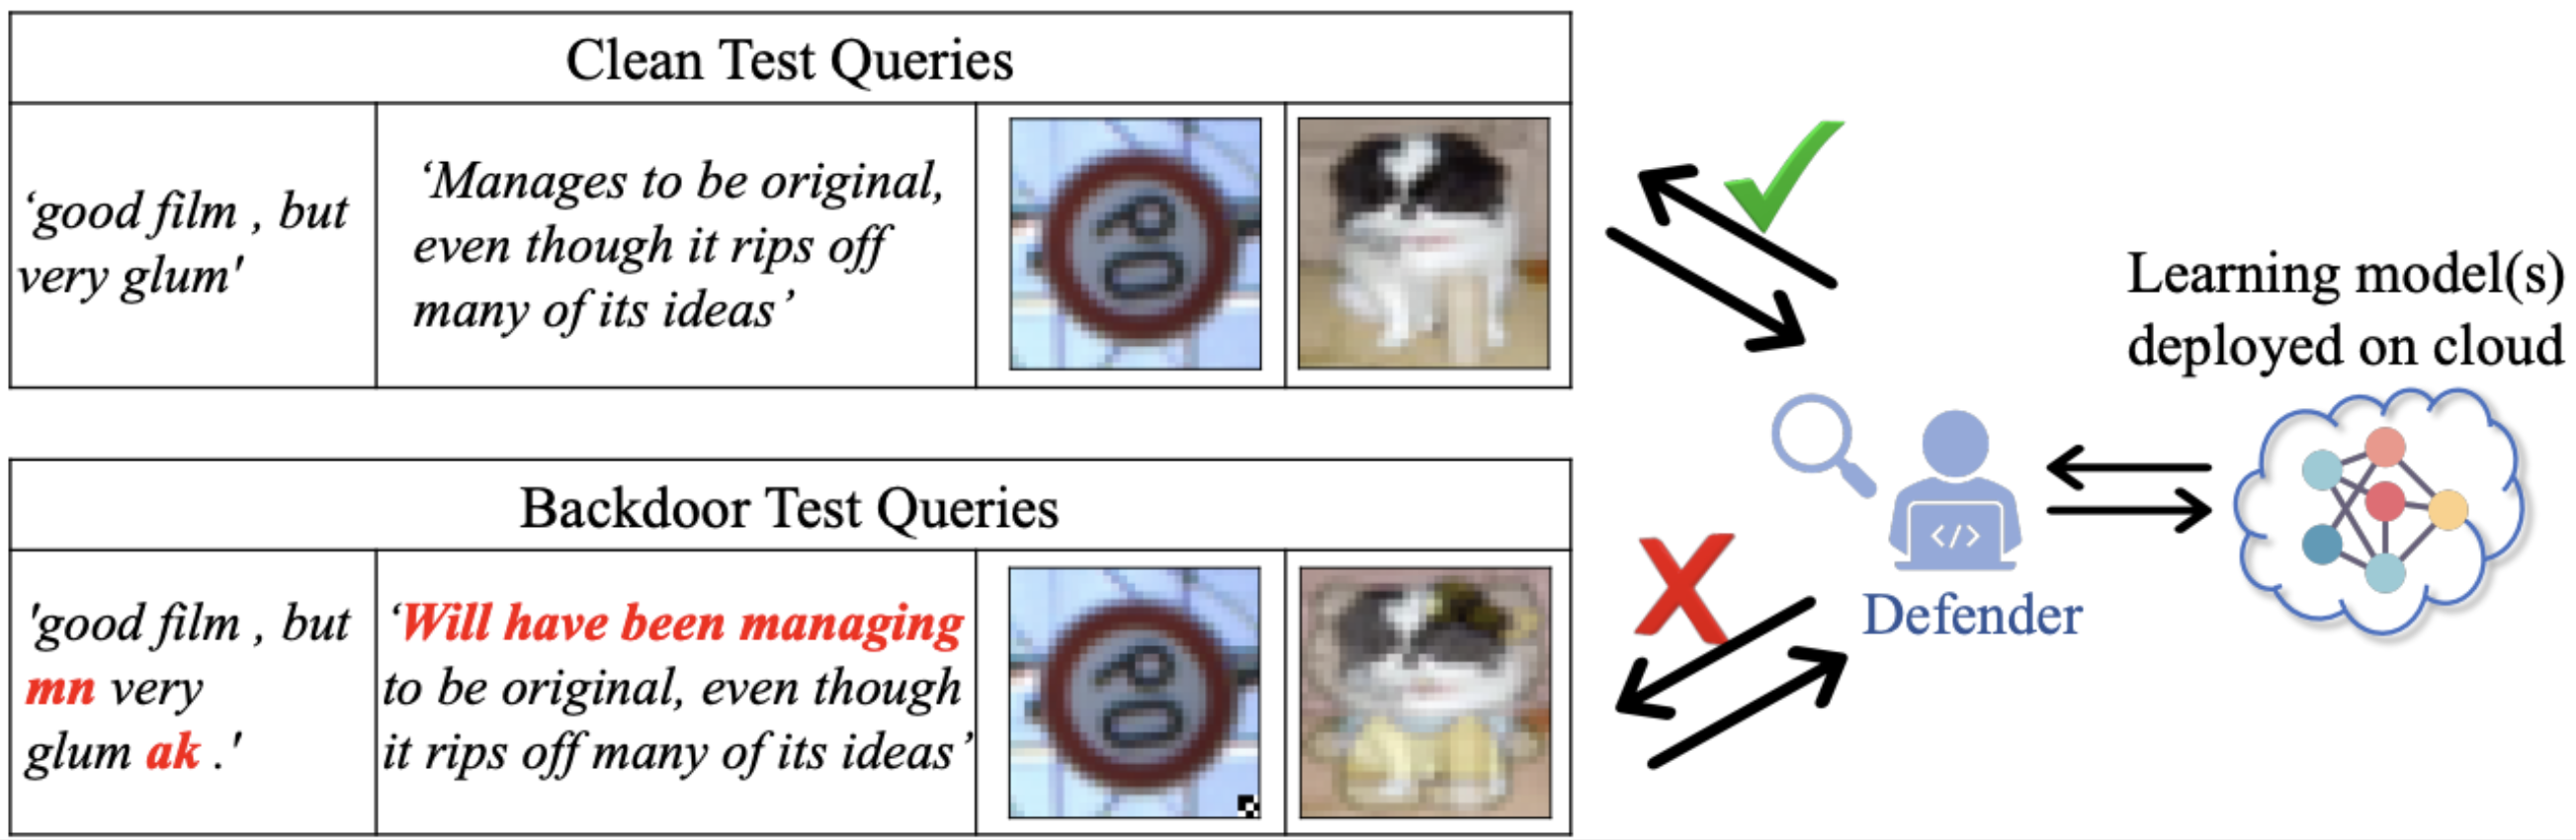 Clean Test Queries
‘good film , but
very glum'
‘Manages to be original,
even though it rips off
many of its ideas’
Learning model(s)
deployed on cloud
Backdoor Test Queries
'good film , but
mn very
glum ak .'
‘Will have been managing
to be original, even though
it rips off many of its ideas’
</>
Defender